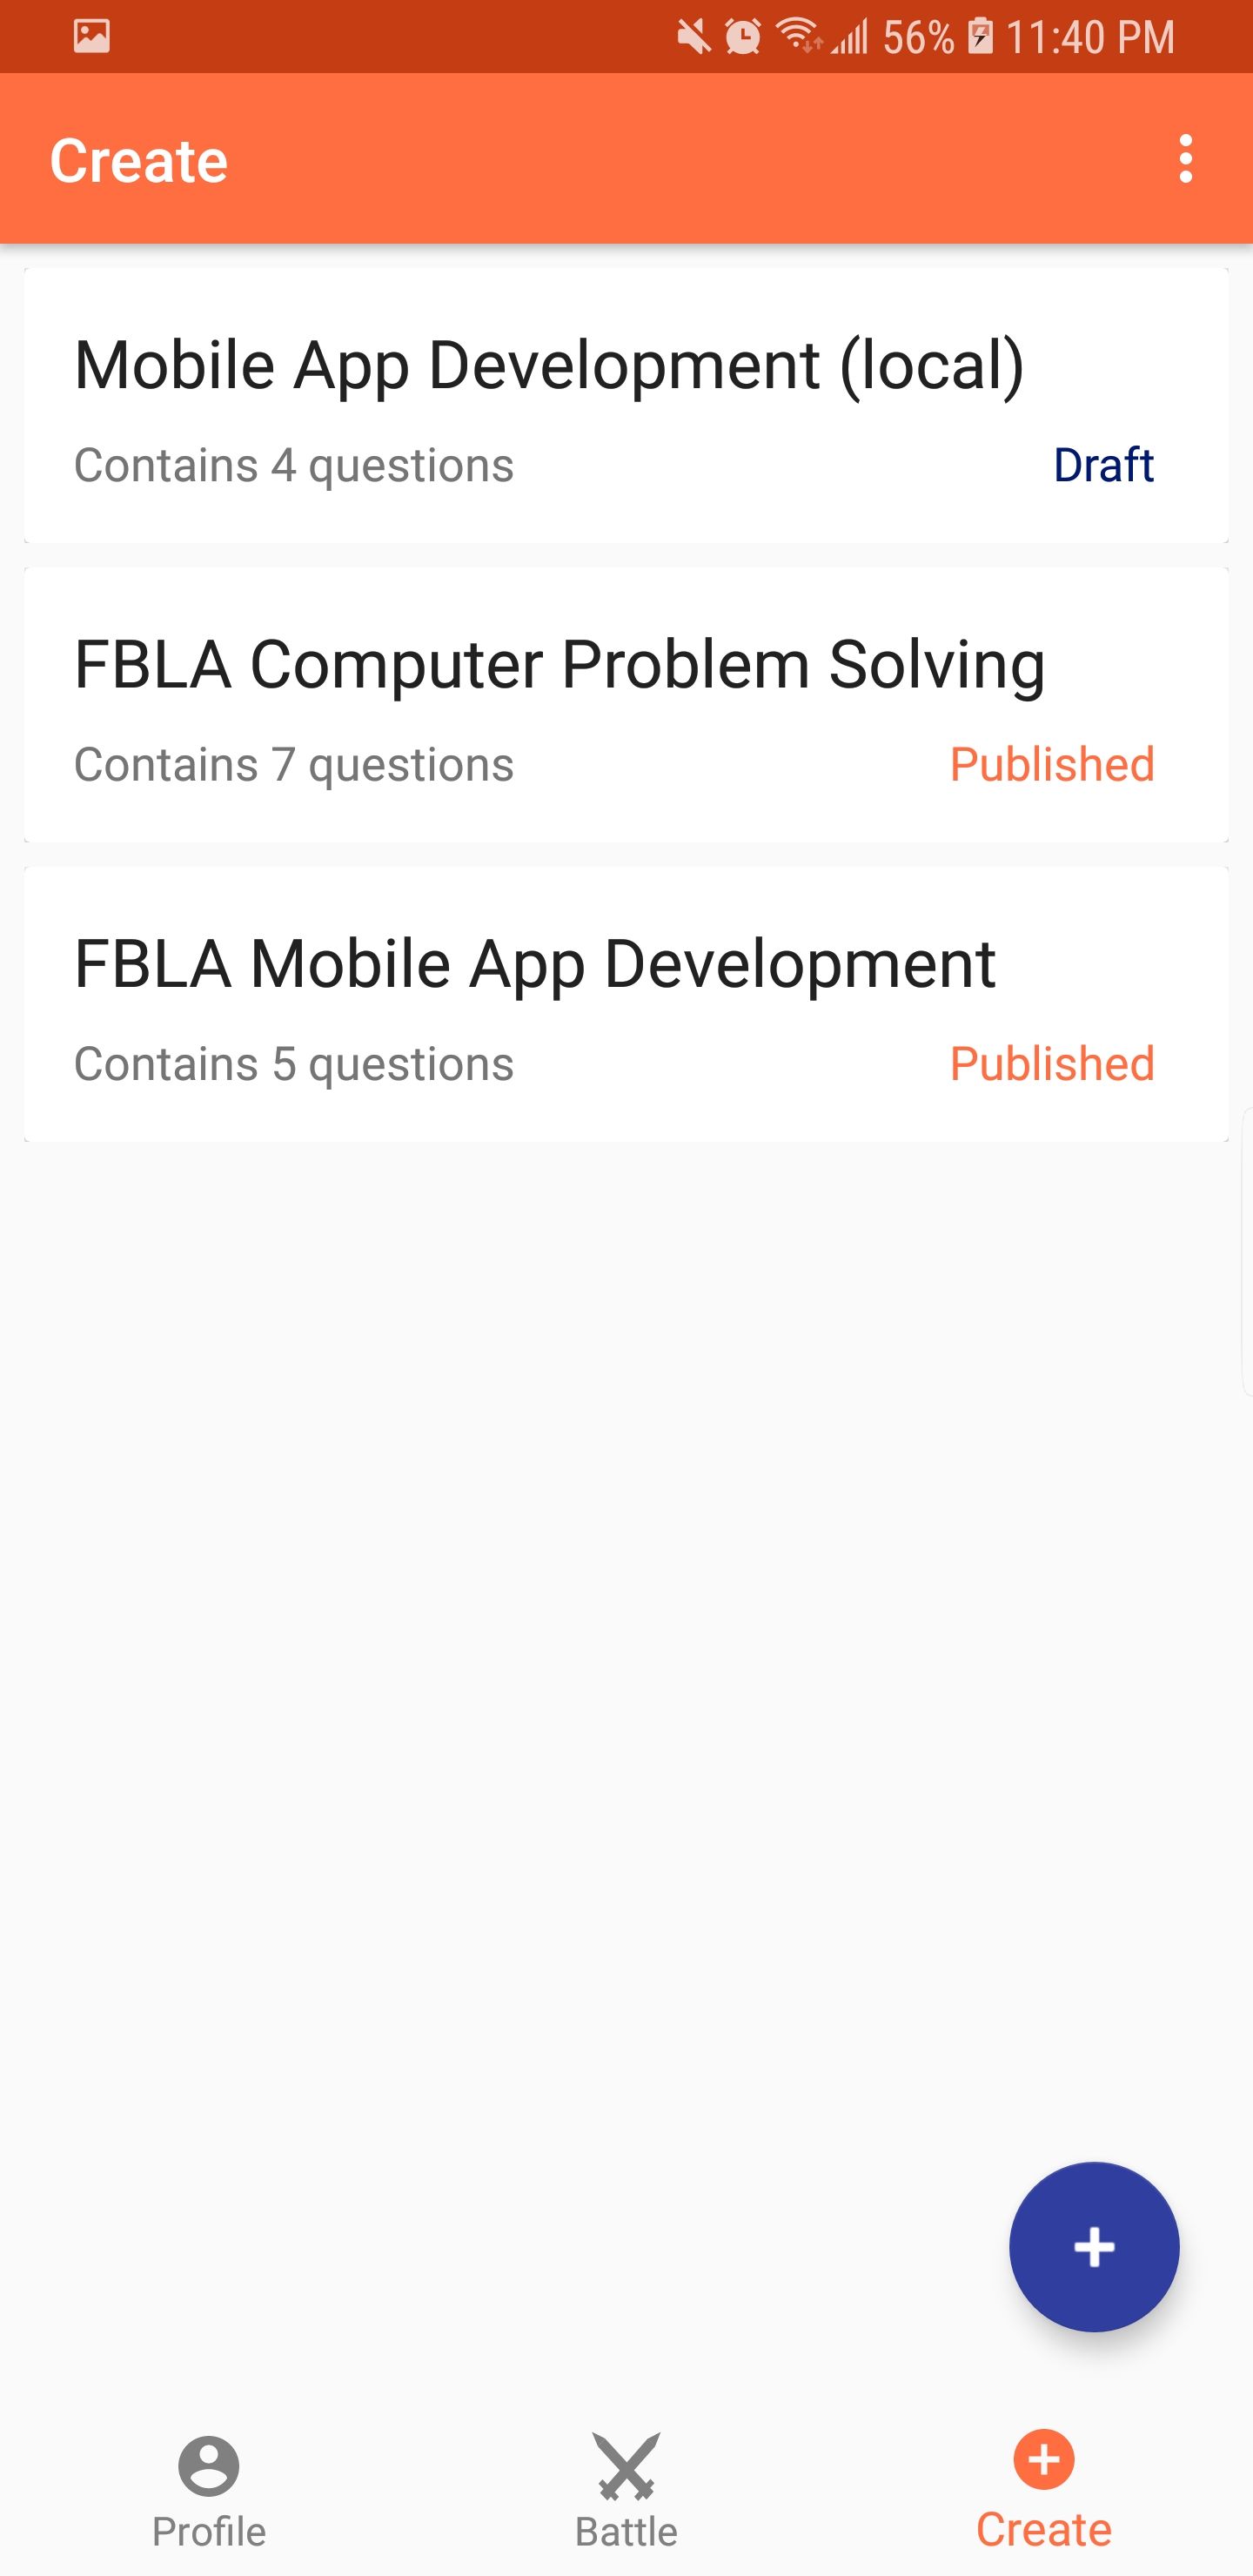 56% 11:40 PM
Create
Mobile App Development (local)
Contains 4 questions Draft
FBLA Computer Problem Solving
Contains 7 questions Published
FBLA Mobile App Development
Contains 5 questions Published
Profile Battle Create